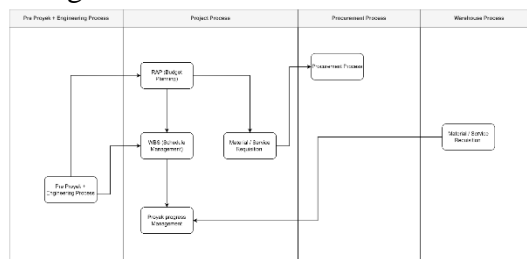 Pre Proyek + Engineering Process
Project Process
Procurement Process
Warehouse Process
RAP (Budget
Planning)
Procurement Process
WBS (Schedule
Management)
Material / Service
Requisition
Material / Service
Requisition
Pre Proyek +
Engineering Process
Proyek progress
Management